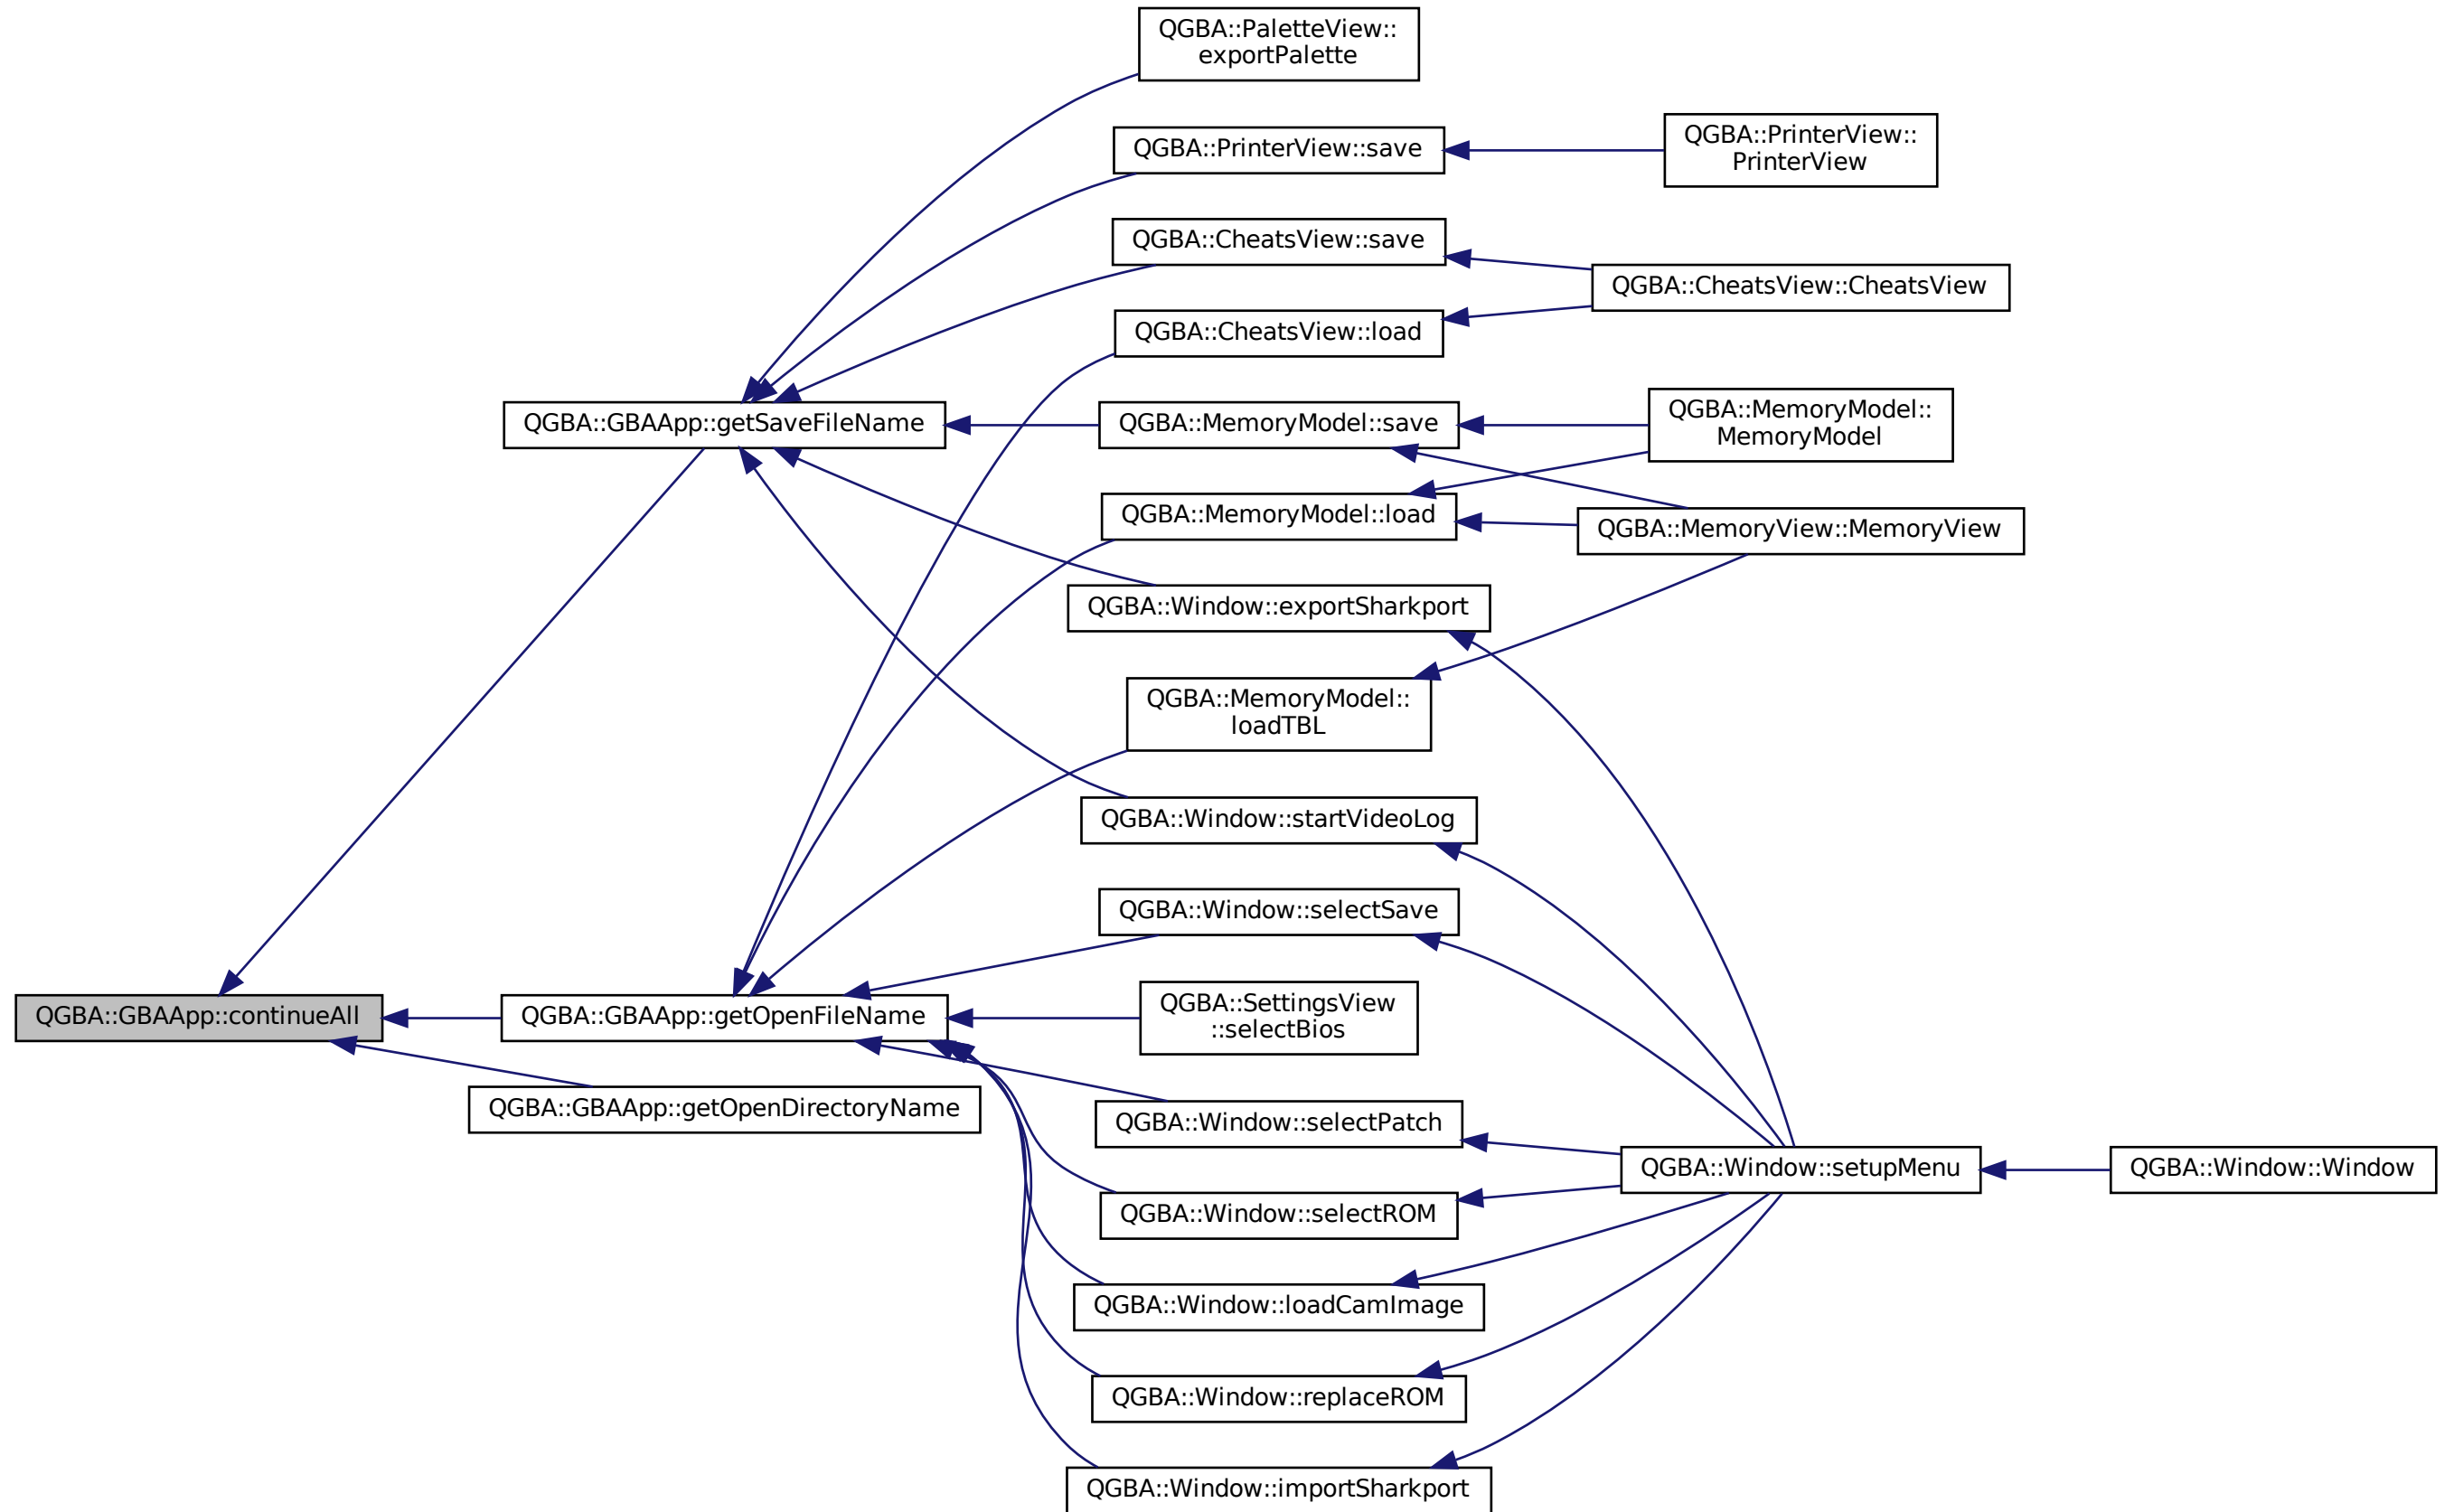 QGBA::PaletteView::
exportPalette
QGBA::PrinterView::save
QGBA::PrinterView::
PrinterView
QGBA::CheatsView::save
QGBA::CheatsView::CheatsView
QGBA::CheatsView::load
QGBA::GBAApp::getSaveFileName
QGBA::MemoryModel::save
QGBA::MemoryModel::
MemoryModel
QGBA::MemoryModel::load
QGBA::MemoryView::MemoryView
QGBA::Window::exportSharkport
QGBA::MemoryModel::
loadTBL
QGBA::Window::startVideoLog
QGBA::Window::selectSave
QGBA::GBAApp::continueAll
QGBA::GBAApp::getOpenFileName
QGBA::SettingsView
::selectBios
QGBA::GBAApp::getOpenDirectoryName
QGBA::Window::selectPatch
QGBA::Window::setupMenu
QGBA::Window::Window
QGBA::Window::selectROM
QGBA::Window::loadCamImage
QGBA::Window::replaceROM
QGBA::Window::importSharkport